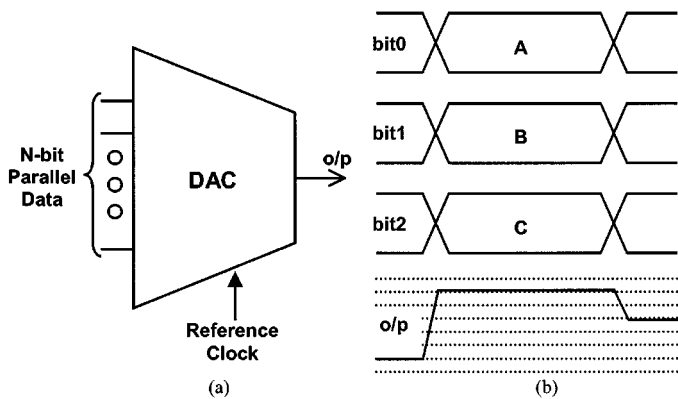 N-bit
Parallel
Data
DAC
o/p
Reference
Clock
(a)
bit0
A
bit1
B
bit2
C
o/p
(b)